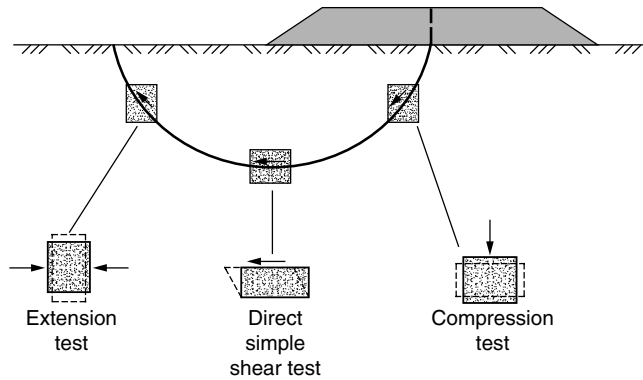 Extension
test
Direct
simple
shear test
Compression
test